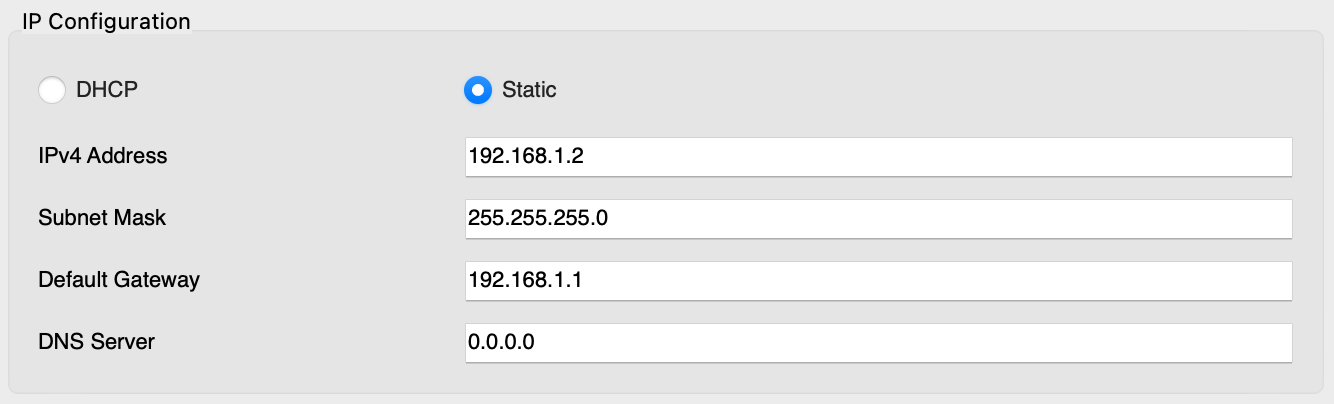 IP Configuration
DHCP Static
IPv4 Address 192.168.1.2
Subnet Mask 255.255.255.0
Default Gateway 192.168.1.1
DNS Server 0.0.0.0